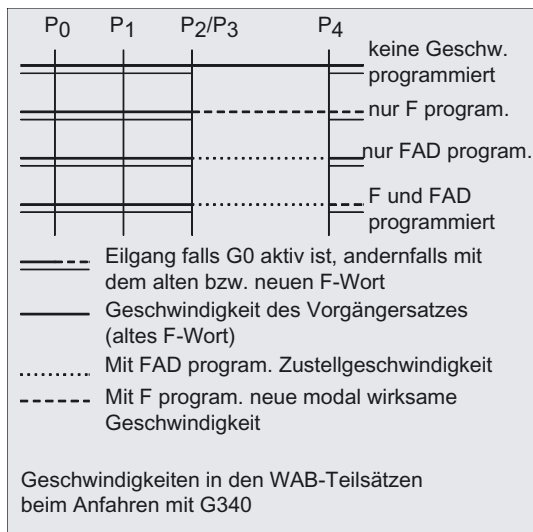 P0 P1 P2/P3 P4
keine Geschw.
programmiert
nur F program.
nur FAD program.
F und FAD
programmiert
Eilgang falls G0 aktiv ist, andernfalls mit
dem alten bzw. neuen F-Wort
Geschwindigkeit des Vorgängersatzes
(altes F-Wort)
Mit FAD program. Zustellgeschwindigkeit
Mit F program. neue modal wirksame
Geschwindigkeit
Geschwindigkeiten in den WAB-Teilsätzen
beim Anfahren mit G340